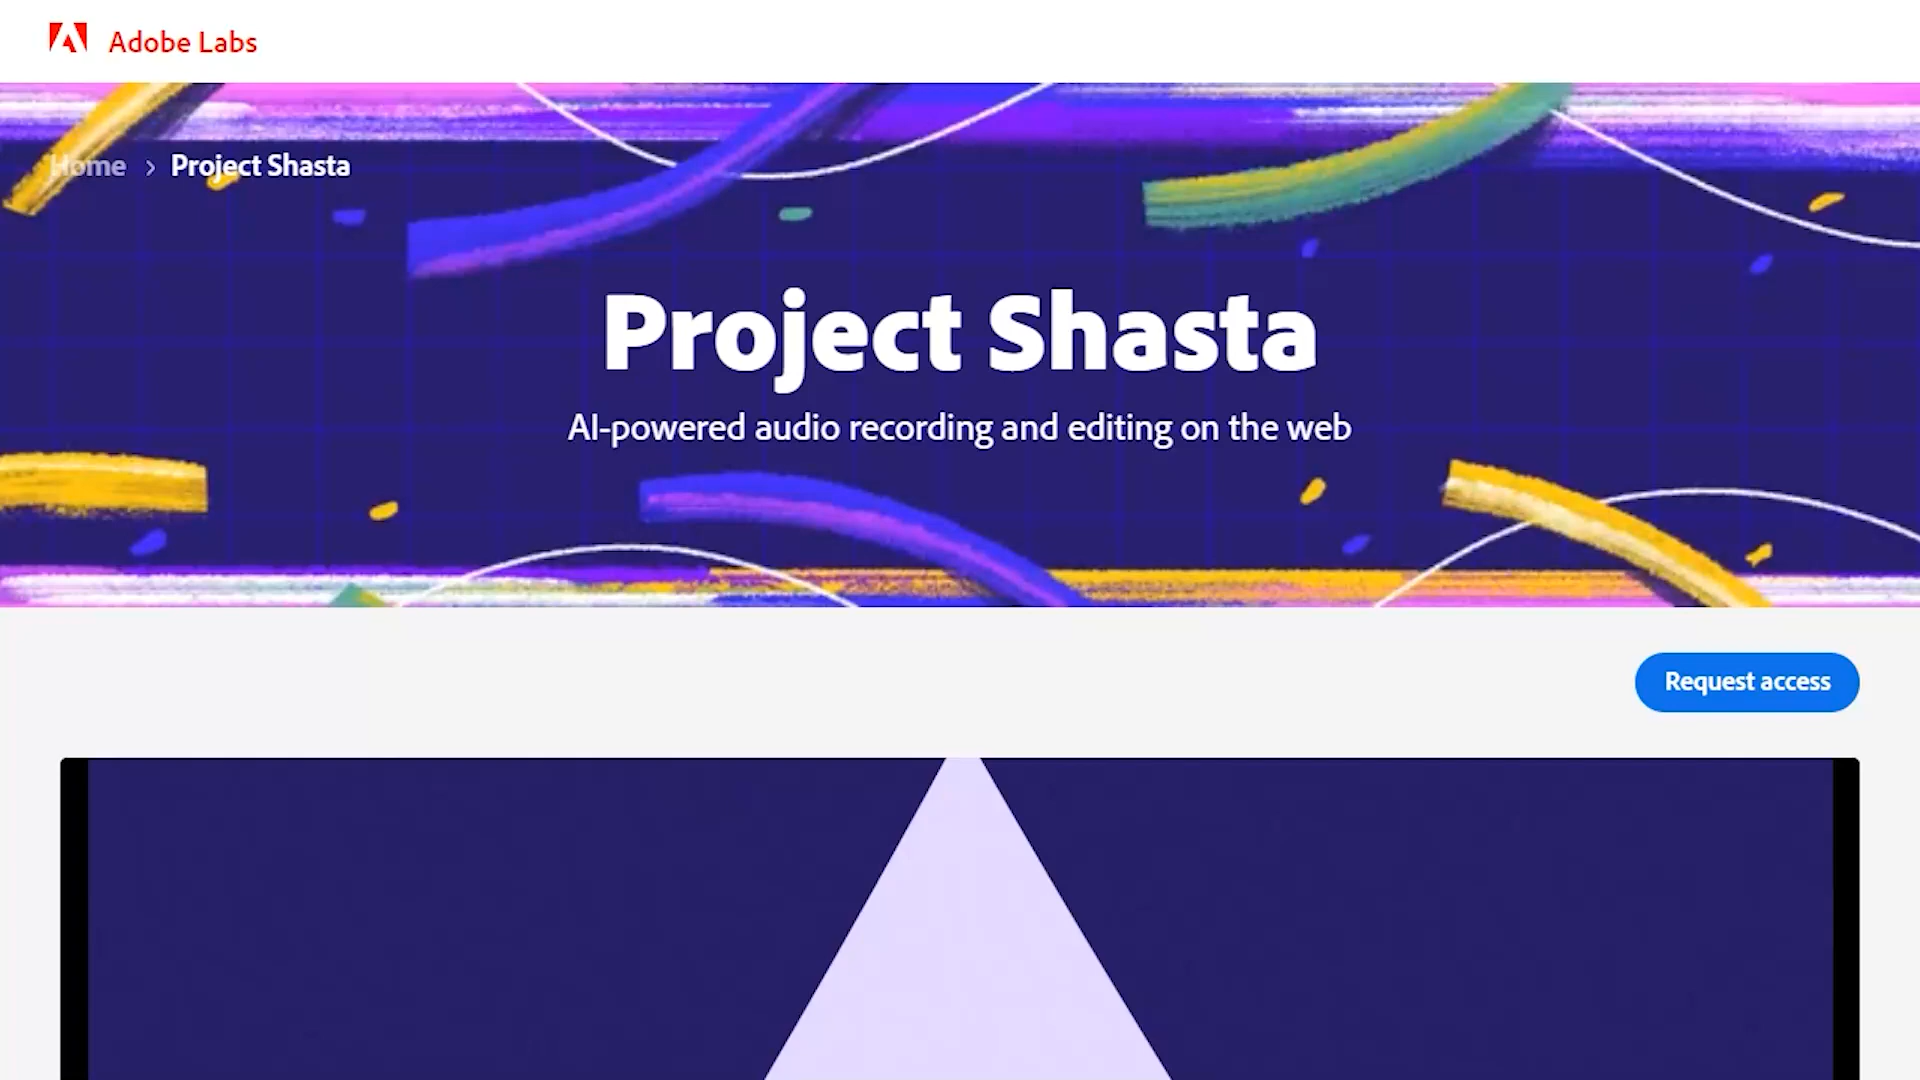 Adobe Labs
Home > Project Shasta
Project Shasta
AI-powered audio recording and editing on the web
Request access